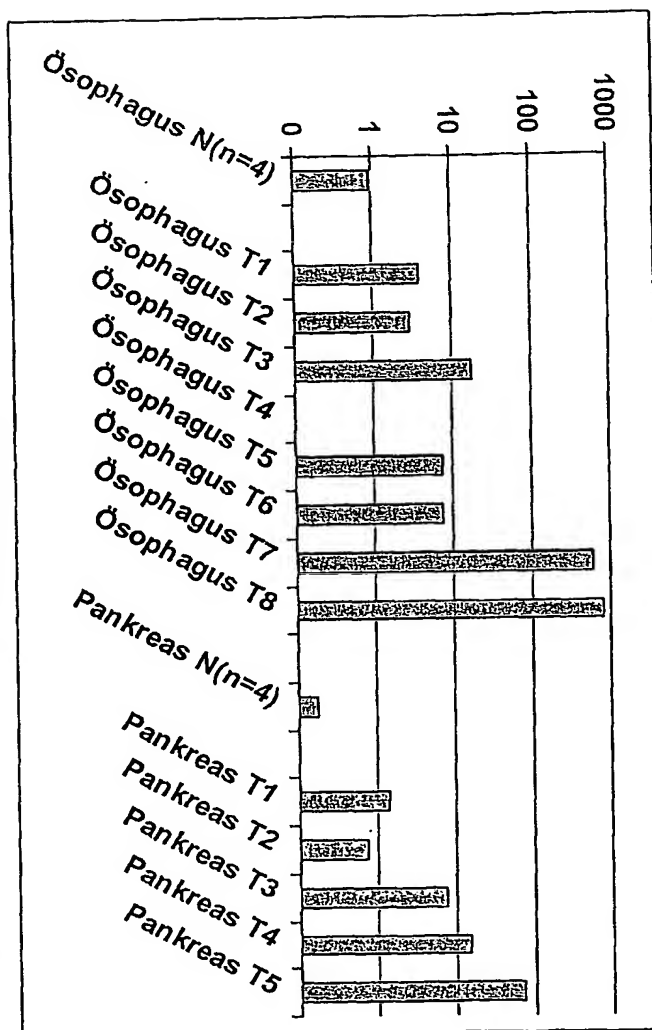 1000
100
10
1
0
Ösophagus N(n=4)
Ösophagus T1
Ösophagus T2
Ösophagus T3
Ösophagus T4
Ösophagus T5
Ösophagus T6
Ösophagus T7
Ösophagus T8
Pankreas N(n=4)
Pankreas T1
Pankreas T2
Pankreas T3
Pankreas T4
Pankreas T5